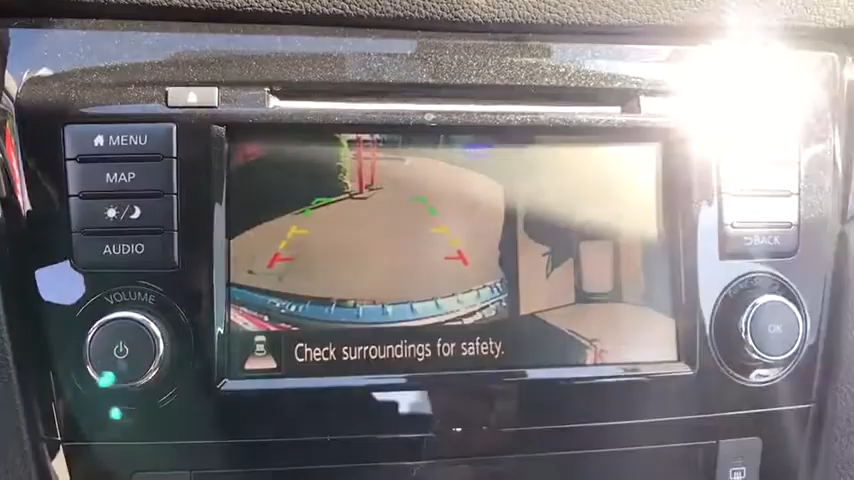 MENU
MAP
AUDIO
BACK
VOLUME
OK
Check surroundings for safety.